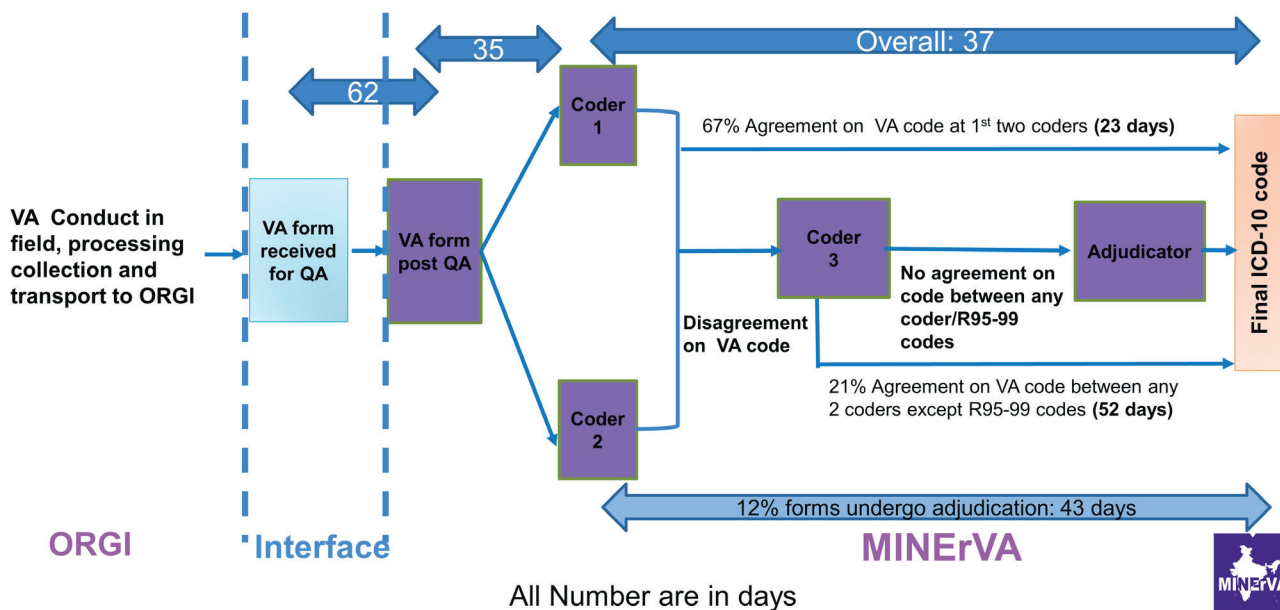 35
Overall: 37
62
Coder
1
67% Agreement on VA code at 1st two coders (23 days)
VA Conduct in
field, processing
collection and
transport to ORGI
VA form
received
for QA
VA form
post QA
Coder
3
Adjudicator
Final ICD-10 code
No agreement on
code between any
coder/R95-99
codes
Disagreement
on VA code
21% Agreement on VA code between any
2 coders except R95-99 codes (52 days)
Coder
2
12% forms undergo adjudication: 43 days
ORGI
Interface
MINErVA
MINErVA
All Number are in days